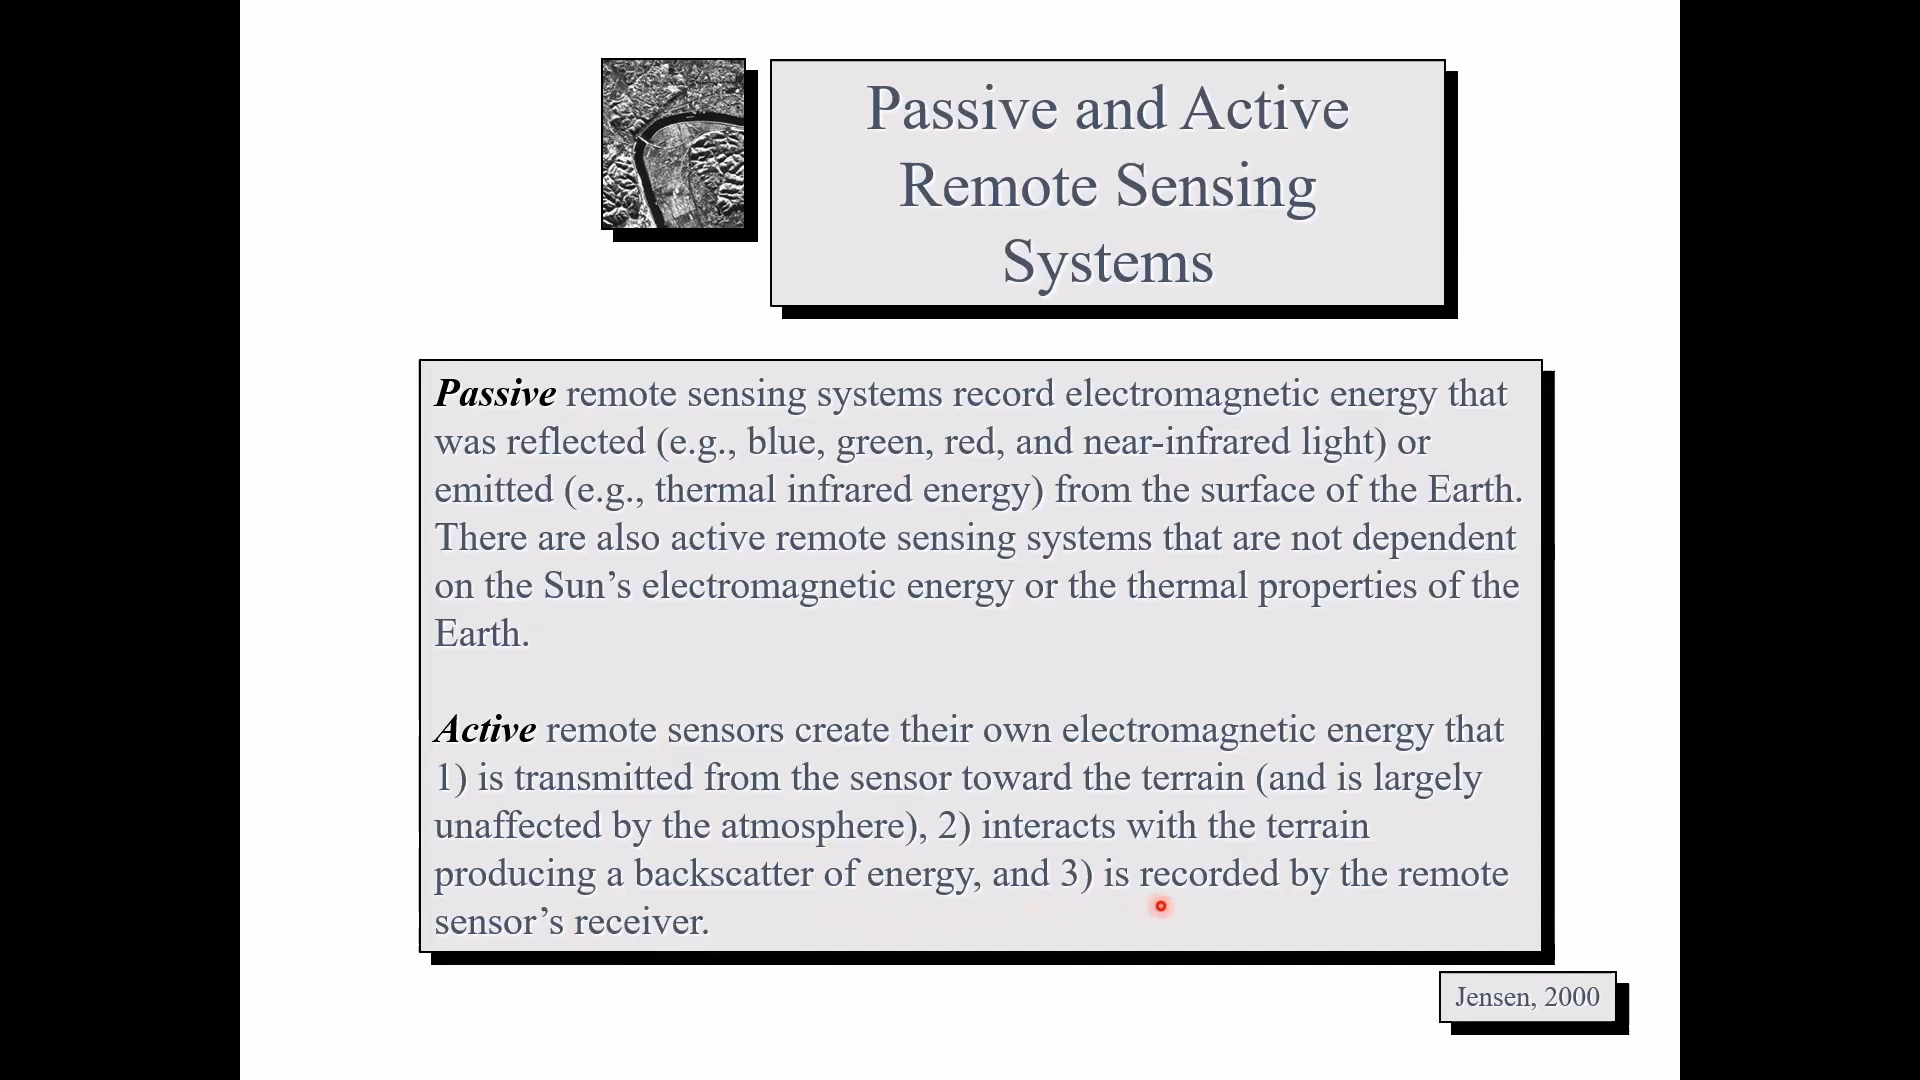 Passive and Active
Remote Sensing
Systems
Passive remote sensing systems record electromagnetic energy that
was reflected (e.g., blue, green, red, and near-infrared light) or
emitted (e.g., thermal infrared energy) from the surface of the Earth.
There are also active remote sensing systems that are not dependent
on the Sun’s electromagnetic energy or the thermal properties of the
Earth.
Active remote sensors create their own electromagnetic energy that
1) is transmitted from the sensor toward the terrain (and is largely
unaffected by the atmosphere), 2) interacts with the terrain
producing a backscatter of energy, and 3) is recorded by the remote
sensor’s receiver.
Jensen, 2000